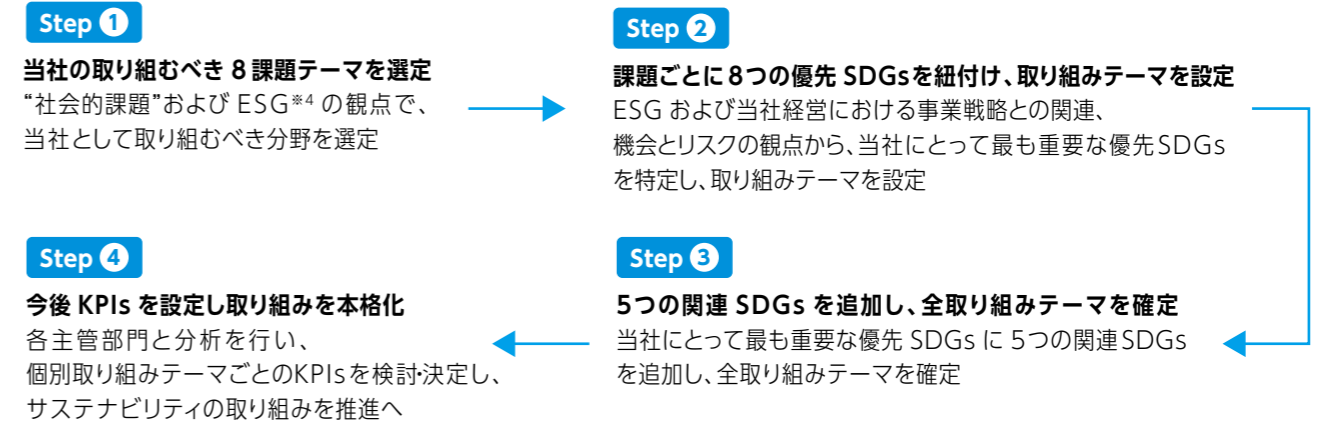 Step 1
当社の取り組むべき 8課題テーマを選定
“社会的課題”および ESG※4 の観点で、
当社として取り組むべき分野を選定
Step 2
課題ごとに8つの優先 SDGsを紐付け、取り組みテーマを設定
ESG および当社経営における事業戦略との関連、
機会とリスクの観点から、当社にとって最も重要な優先SDGs
を特定し、取り組みテーマを設定
Step 3
5つの関連 SDGs を追加し、全取り組みテーマを確定
当社にとって最も重要な優先 SDGs に 5つの関連SDGs
を追加し、全取り組みテーマを確定
Step 4
今後 KPIs を設定し取り組みを本格化
各主管部門と分析を行い、
個別取り組みテーマごとのKPIsを検討・決定し、
サステナビリティの取り組みを推進へ